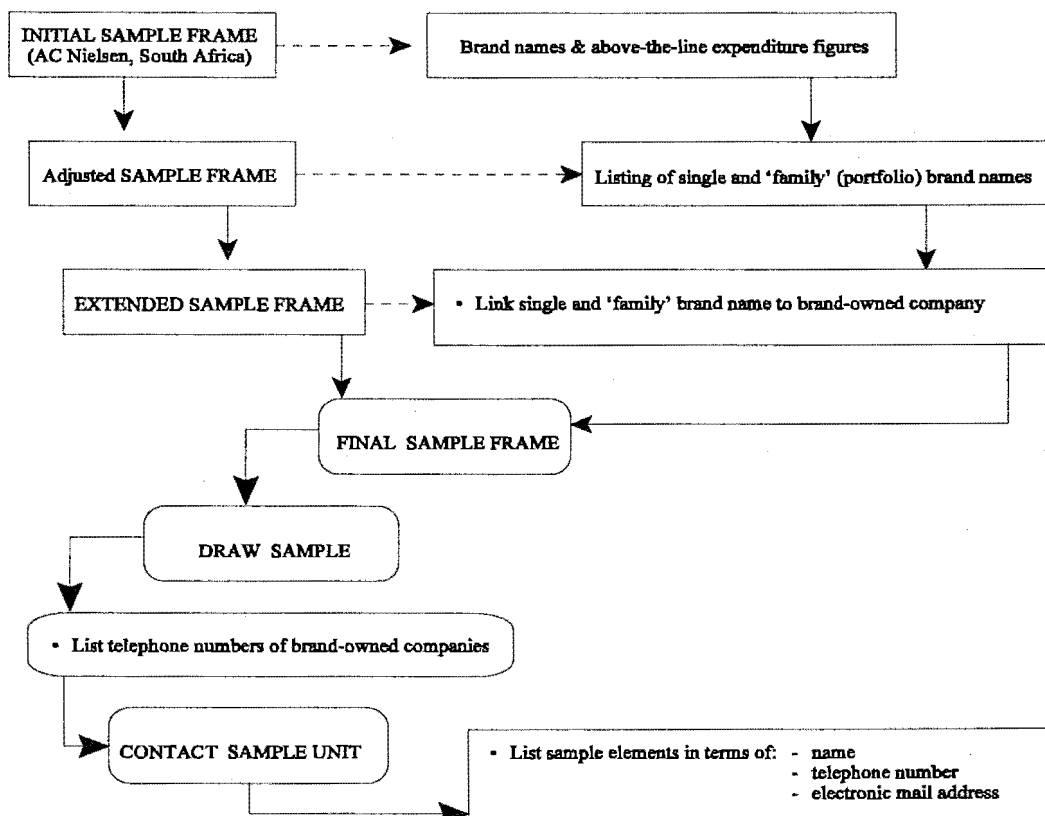 INITIAL SAMPLE FRAME
(AC Nielsen, South Africa)
Brand names & above-the-line expenditure figures
Adjusted SAMPLE FRAME
Listing of single and ‘family’ (portfolio) brand names
EXTENDED SAMPLE FRAME
▪ Link single and ‘family’ brand name to brand-owned company
FINAL SAMPLE FRAME
DRAW SAMPLE
▪ List telephone numbers of brand-owned companies
CONTACT SAMPLE UNIT
▪ List sample elements in terms of: - name
- telephone number
- electronic mail address